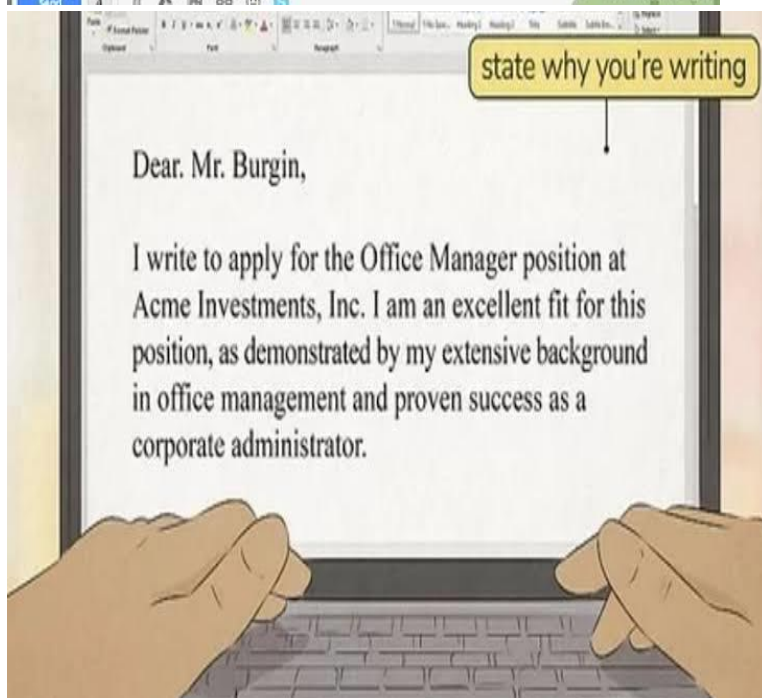 state why you're writing
Dear. Mr. Burgin,
I write to apply for the Office Manager position at
Acme Investments, Inc. I am an excellent fit for this
position, as demonstrated by my extensive background
in office management and proven success as a
corporate administrator.